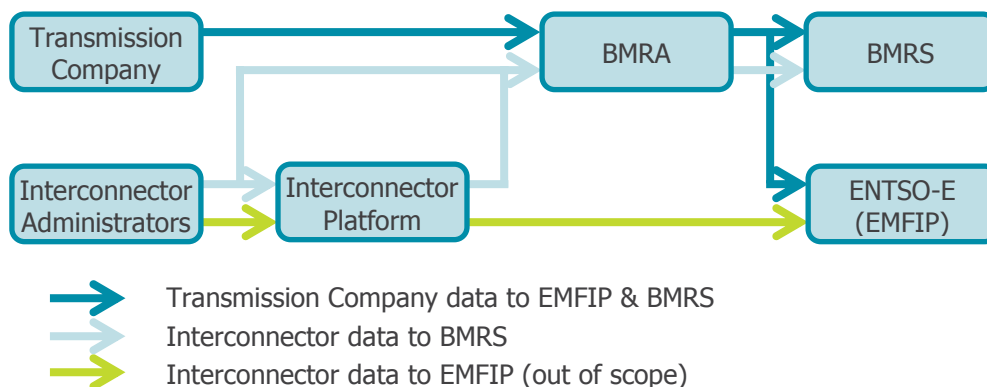 Transmission
Company
BMRA
BMRS
Interconnector
Administrators
Interconnector
Platform
ENTSO-E
(EMFIP)
Transmission Company data to EMFIP & BMRS
Interconnector data to BMRS
Interconnector data to EMFIP (out of scope)